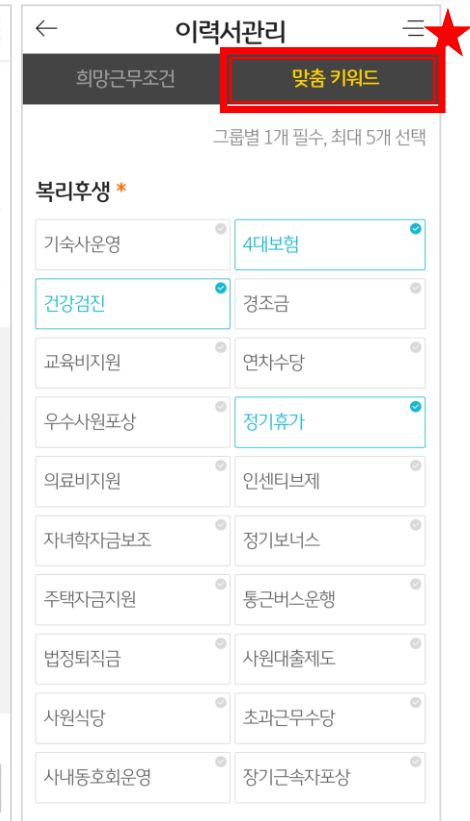 이력서관리
희망근무조건 맞춤 키워드
그룹별 1개 필수, 최대 5개 선택
복리후생 *
기숙사운영 4대보험
건강검진 경조금
교육비지원 연차수당
우수사원포상 정기휴가
의료비지원 인센티브제
자녀학자금보조 정기보너스
주택자금지원 통근버스운행
법정퇴직금 사원대출제도
사원식당 초과근무수당
사내동호회운영 장기근속자포상